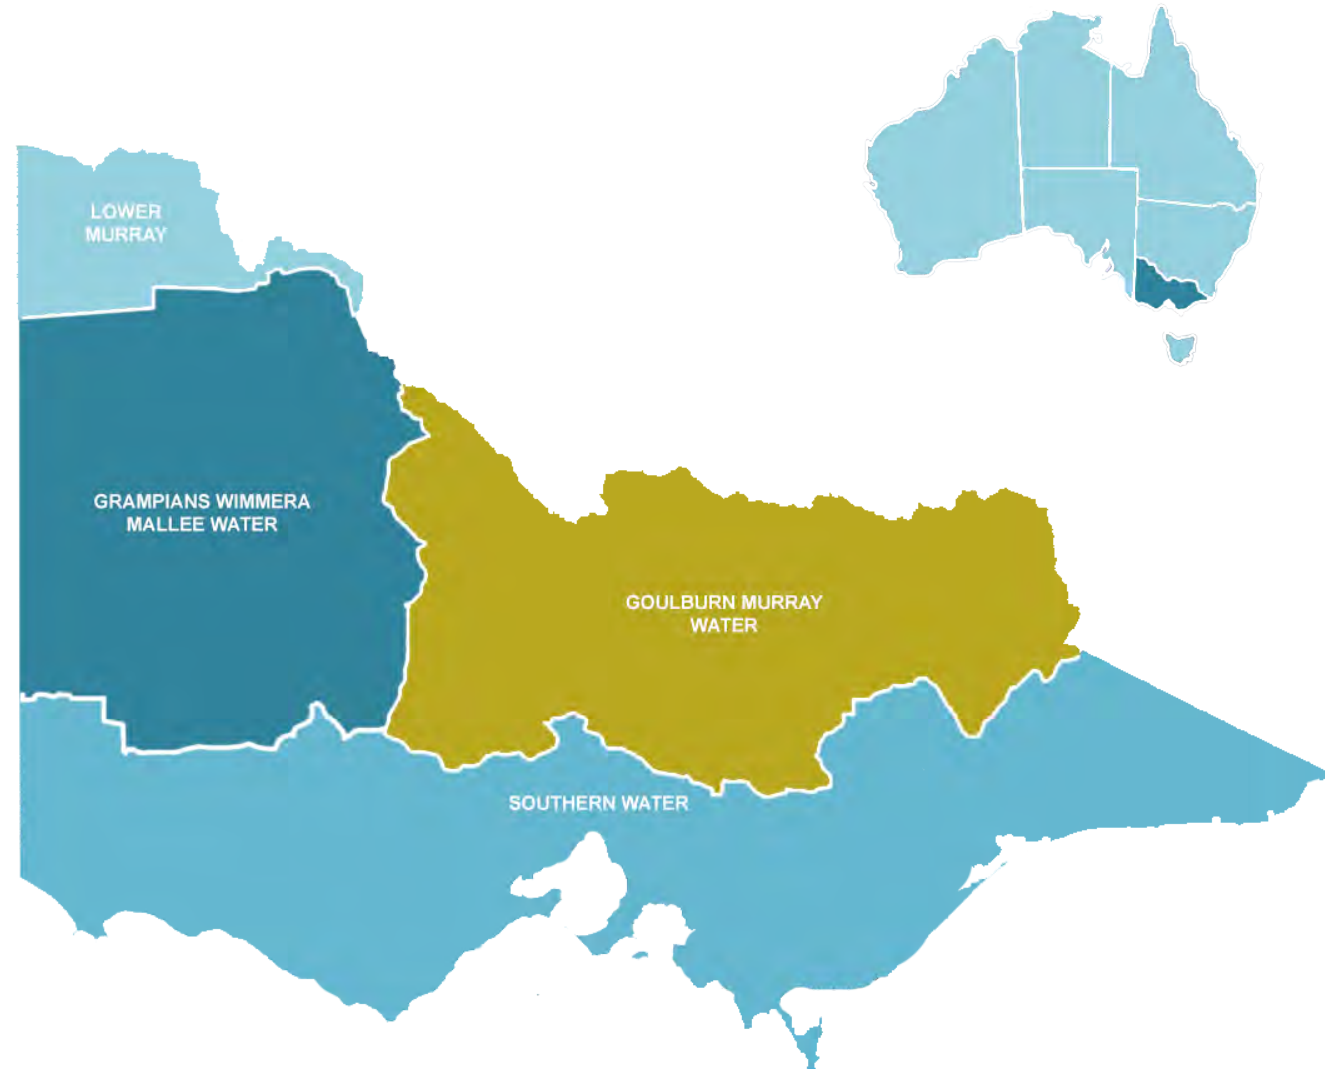 LOWER
MURRAY
GRAMPIANS WIMMERA
MALLEE WATER
GOULBURN MURRAY
WATER
SOUTHERN WATER